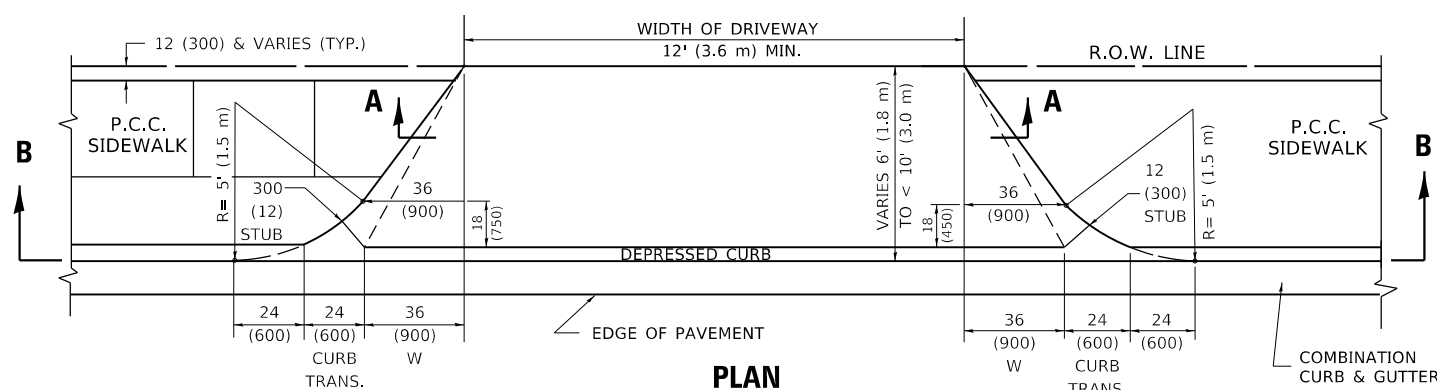 WIDTH OF DRIVEWAY
12' (3.6 m) MIN.
12 (300) & VARIES (TYP.)
R.O.W. LINE
A
A
P.C.C.
SIDEWALK
P.C.C.
SIDEWALK
B
B
R= 5' (1.5 m)
300
(12)
STUB
36
(900)
18
(750)
VARIES 6' (1.8 m)
TO < 10' (3.0 m)
36
(900)
18
(450)
12
(300)
STUB
R= 5' (1.5 m)
DEPRESSED CURB
24
(600)
24
(600)
CURB
TRANS.
36
(900)
W
EDGE OF PAVEMENT
36
(900)
W
24
(600)
CURB
TRANS.
24
(600)
COMBINATION
CURB & GUTTER
PLAN